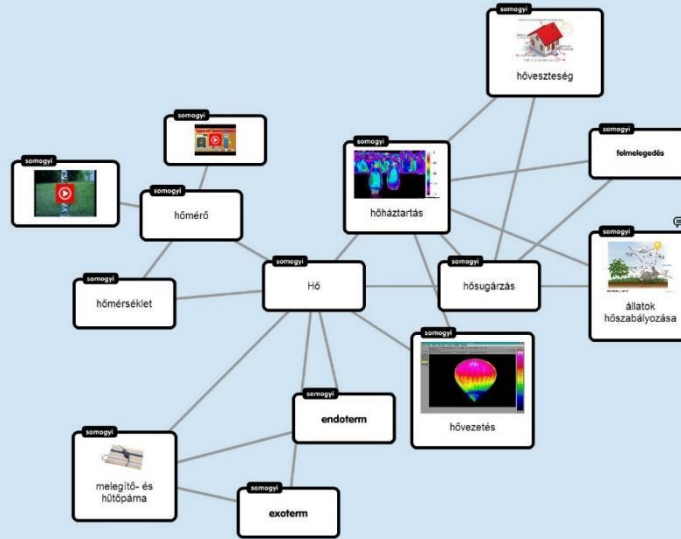 somogyi
hőveszteség
somogyi
somogyi
felmelegedés
somogyi
hőháztartás
somogyi
somogyi
hőmérő
somogyi
állatok
hőszabályozása
somogyi
Hő
somogyi
hősugárzás
somogyi
hőmérséklet
somogyi
hővezetés
somogyi
endoterm
somogyi
melegítő- és
hűtőpárna
somogyi
exoterm